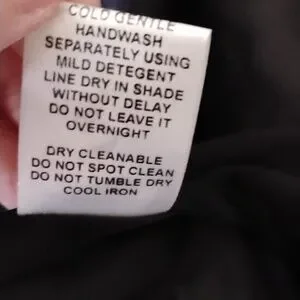 COLD GENTLE
HANDWASH
SEPARATELY USING
MILD DETEGENT
LINE DRY IN SHADE
WITHOUT DELAY
DO NOT LEAVE IT
OVERNIGHT
DRY CLEANABLE
DO NOT SPOT CLEAN
DO NOT TUMBLE DRY
COOL IRON